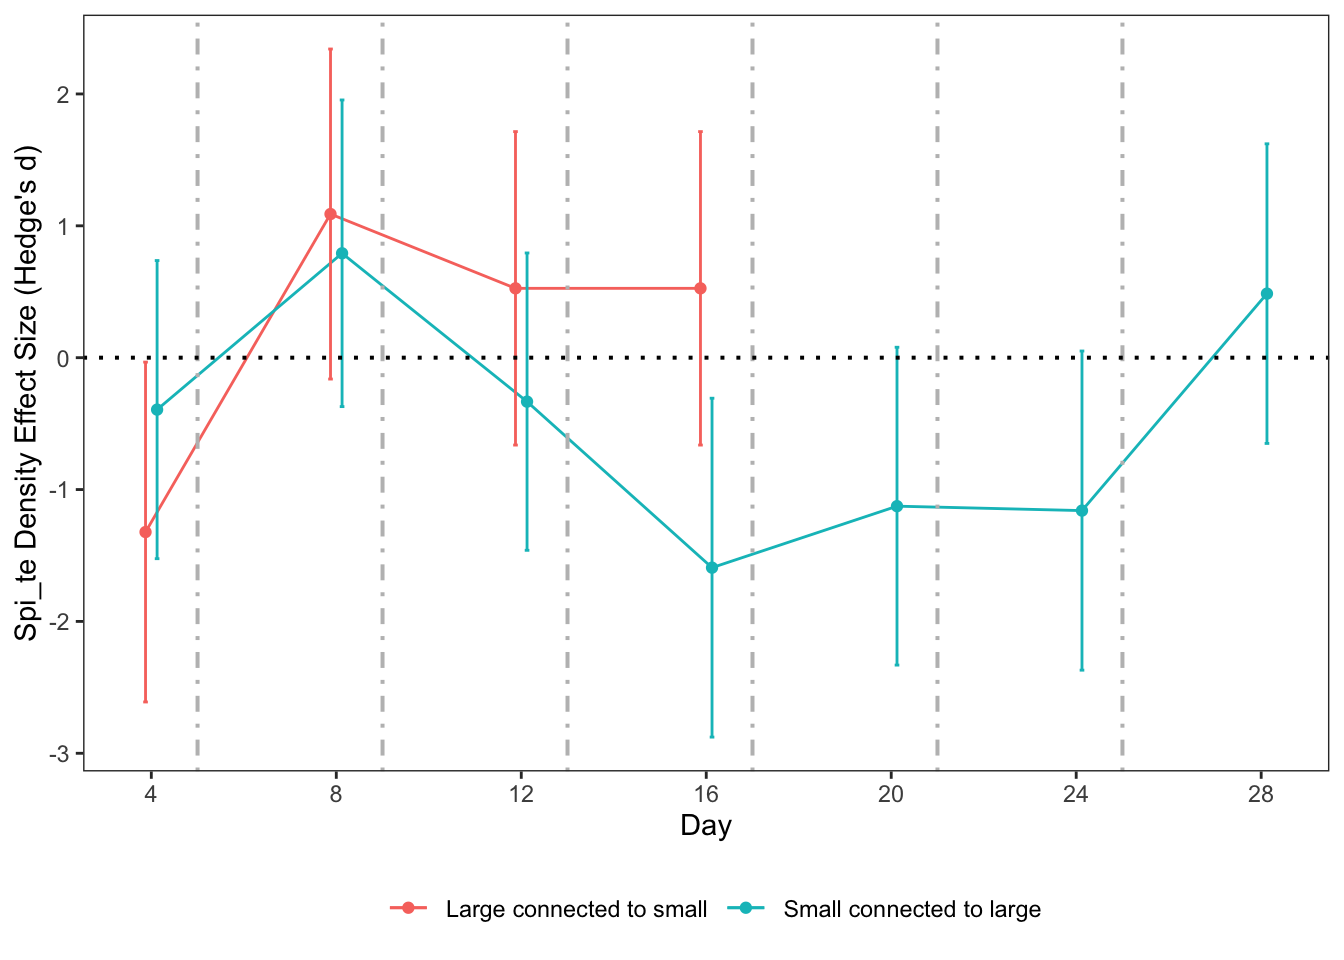 Spi_te Density Effect Size (Hedge's d)
2
1
0
-1
-2
-3
4 8 12 16 20 24 28
Day
Large connected to small Small connected to large